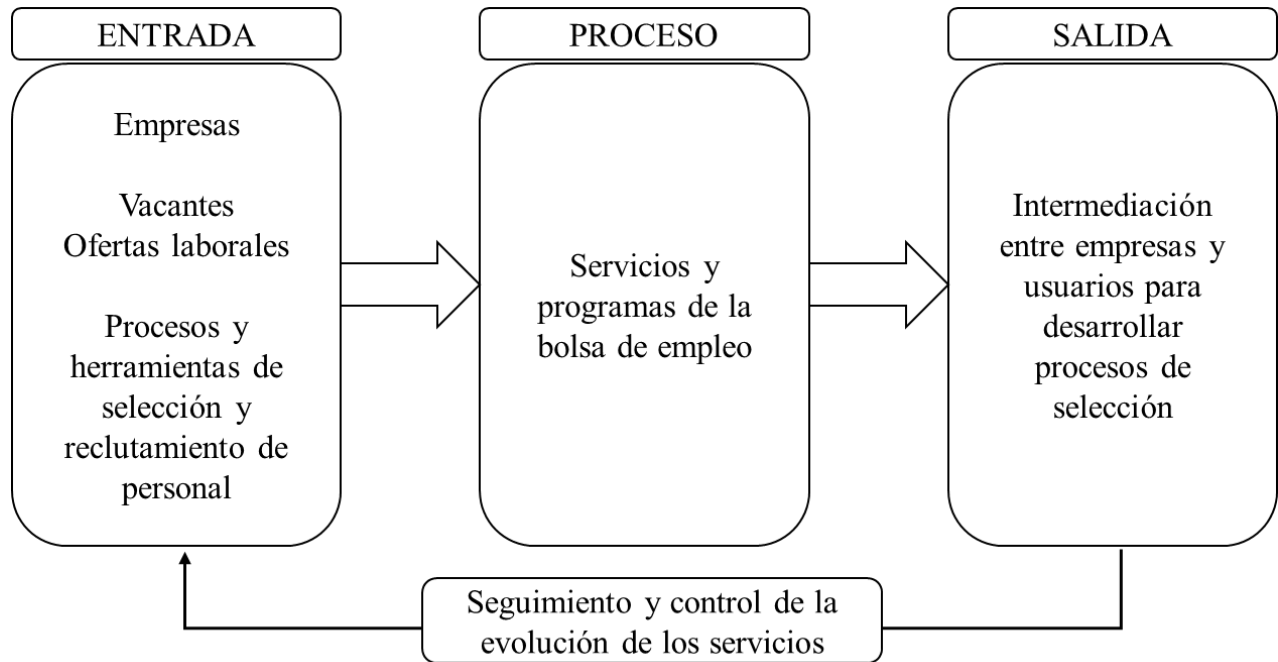 ENTRADA
Empresas
Vacantes
Ofertas laborales
Procesos y
herramientas de
selección y
reclutamiento de
personal
PROCESO
Servicios y
programas de la
bolsa de empleo
SALIDA
Intermediación
entre empresas y
usuarios para
desarrollar
procesos de
selección
Seguimiento y control de la
evolución de los servicios